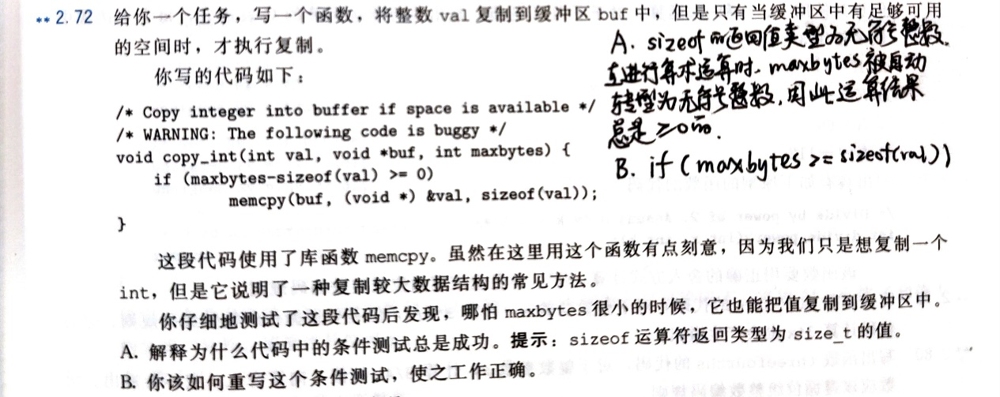 ** 2.72 给你一个任务，写一个函数，将整数 val 复制到缓冲区 buf 中，但是只有当缓冲区中有足够可用
的空间时，才执行复制。
你写的代码如下：
/* Copy integer into buffer if space is available */
/* WARNING: The following code is buggy */
void copy_int(int val, void *buf, int maxbytes) {
if (maxbytes-sizeof(val) >= 0)
memcpy(buf, (void *) &val, sizeof(val));
}
A. sizeof 的返回值类型为无符号整数.
在进行算术运算时. maxbytes被自动
转型为无符号整数, 因此运算结果
总是≥0的.
B. if (maxbytes >= sizeof(val))
这段代码使用了库函数 memcpy。虽然在这里用这个函数有点刻意，因为我们只是想复制一个
int，但是它说明了一种复制较大数据结构的常见方法。
你仔细地测试了这段代码后发现，哪怕 maxbytes 很小的时候，它也能把值复制到缓冲区中。
A. 解释为什么代码中的条件测试总是成功。提示：sizeof 运算符返回类型为 size_t 的值。
B. 你该如何重写这个条件测试，使之工作正确。